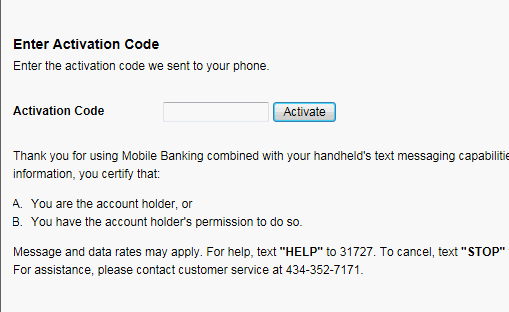 Enter Activation Code
Enter the activation code we sent to your phone.
Activation Code
Activate
Thank you for using Mobile Banking combined with your handheld's text messaging capabilitie
information, you certify that:
A. You are the account holder, or
B. You have the account holder's permission to do so.
Message and data rates may apply. For help, text "HELP" to 31727. To cancel, text "STOP"
For assistance, please contact customer service at 434-352-7171.